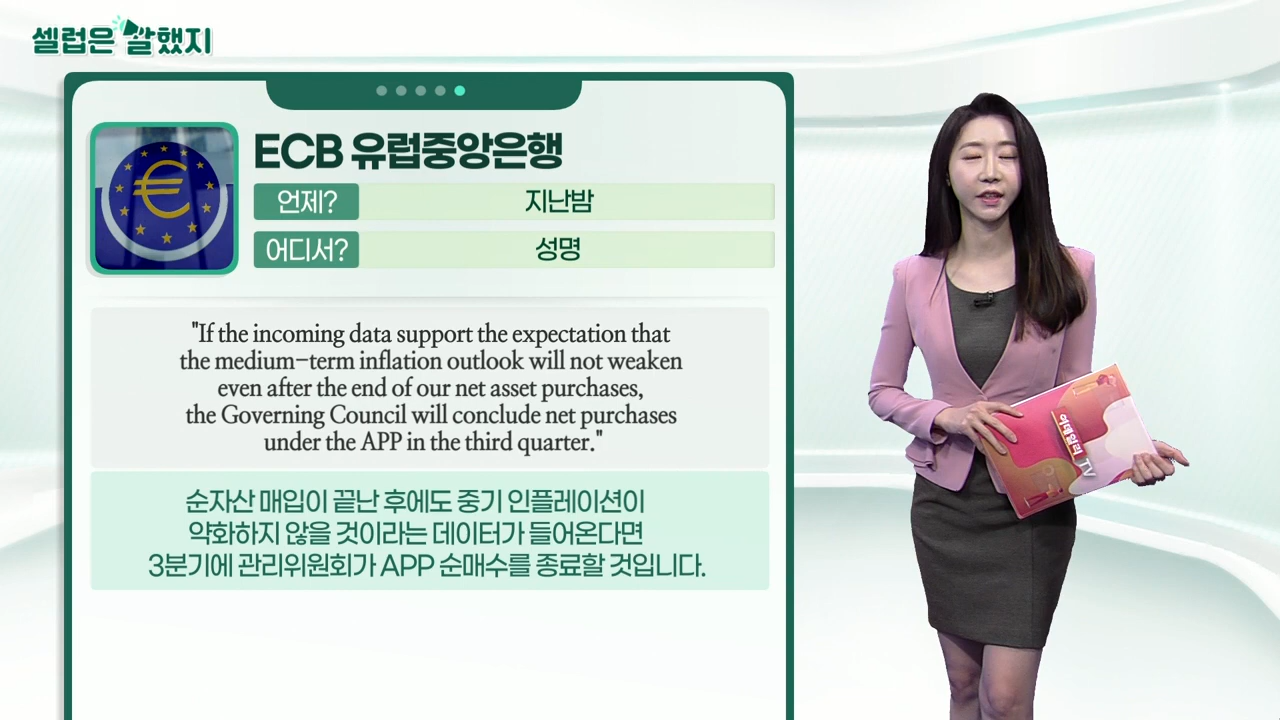 셀럽은 말했지
ECB 유럽중앙은행
언제?
지난밤
어디서?
성명
"If the incoming data support the expectation that
the medium-term inflation outlook will not weaken
even after the end of our net asset purchases,
the Governing Council will conclude net purchases
under the APP in the third quarter."
순자산 매입이 끝난 후에도 중기 인플레이션이
약화하지 않을 것이라는 데이터가 들어온다면
3분기에 관리위원회가 APP 순매수를 종료할 것입니다.
이데일리 TV